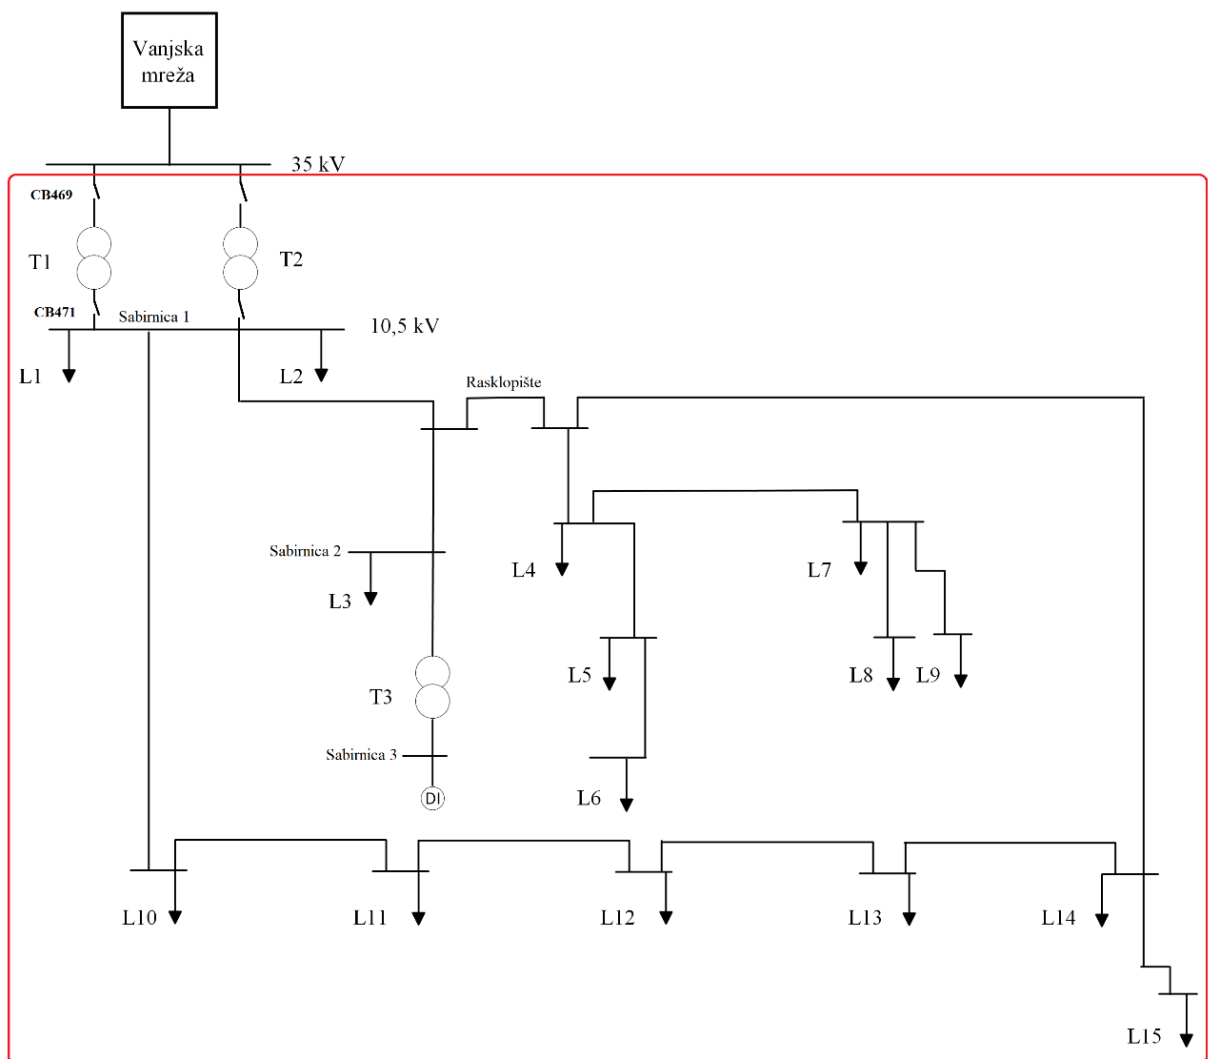 Vanjska
mreža
35 kV
CB469
T1
T2
CB471
Sabirnica 1
10,5 kV
L1
L2
Rasklopište
Sabirnica 2
L3
L4
L7
L5
L8
L9
T3
Sabirnica 3
DI
L6
L10
L11
L12
L13
L14
L15